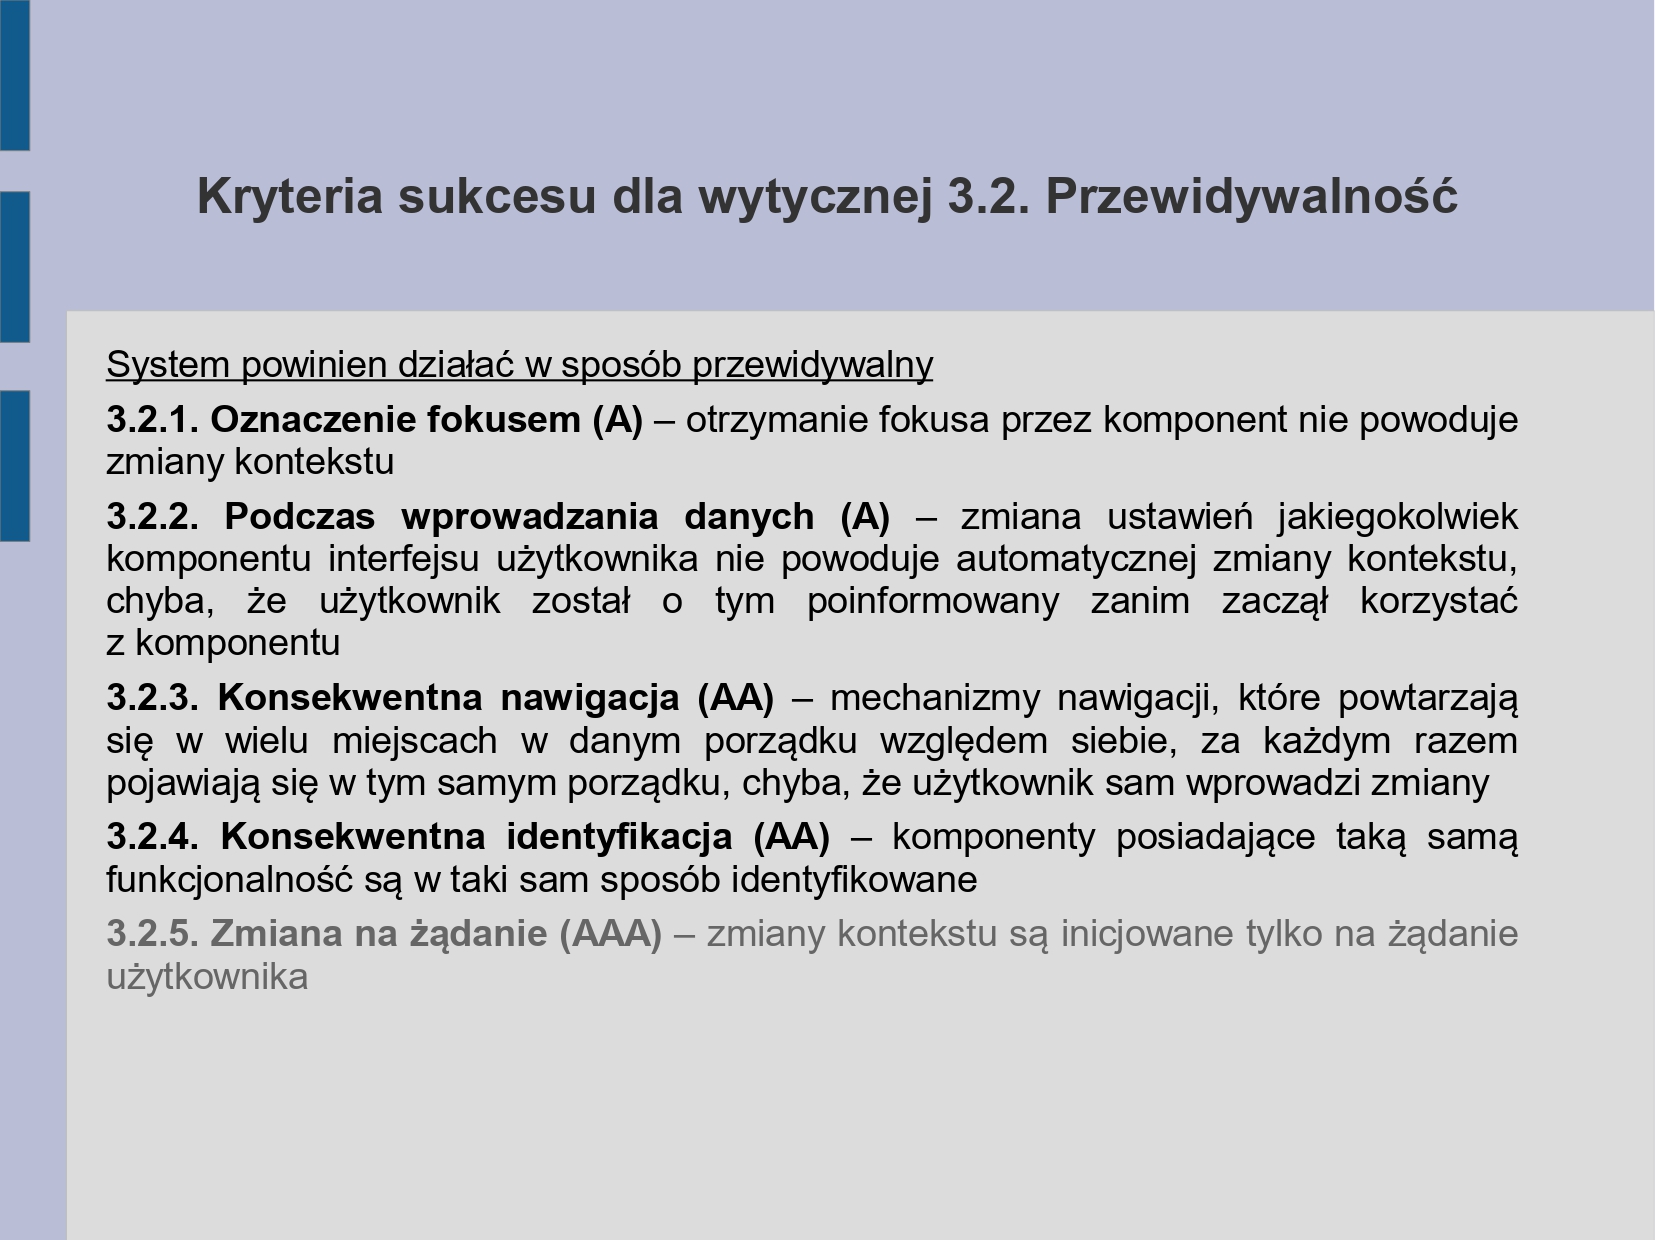 Kryteria sukcesu dla wytycznej 3.2. Przewidywalność
System powinien działać w sposób przewidywalny
3.2.1. Oznaczenie fokusem (A) – otrzymanie fokusa przez komponent nie powoduje
zmiany kontekstu
3.2.2. Podczas wprowadzania danych (A) – zmiana ustawień jakiegokolwiek
komponentu interfejsu użytkownika nie powoduje automatycznej zmiany kontekstu,
chyba, że użytkownik został o tym poinformowany zanim zaczął korzystać
z komponentu
3.2.3. Konsekwentna nawigacja (AA) – mechanizmy nawigacji, które powtarzają
się w wielu miejscach w danym porządku względem siebie, za każdym razem
pojawiają się w tym samym porządku, chyba, że użytkownik sam wprowadzi zmiany
3.2.4. Konsekwentna identyfikacja (AA) – komponenty posiadające taką samą
funkcjonalność są w taki sam sposób identyfikowane
3.2.5. Zmiana na żądanie (AAA) – zmiany kontekstu są inicjowane tylko na żądanie
użytkownika